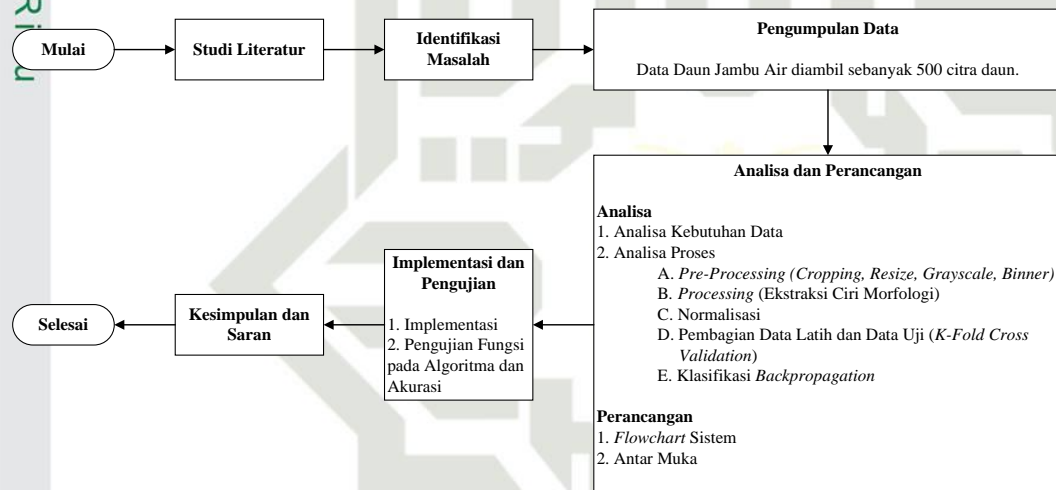 Riau
Mulai
Studi Literatur
Identifikasi
Masalah
Pengumpulan Data
Data Daun Jambu Air diambil sebanyak 500 citra daun.
Analisa dan Perancangan
Analisa
1. Analisa Kebutuhan Data
2. Analisa Proses
A. Pre-Processing (Cropping, Resize, Grayscale, Binner)
B. Processing (Ekstraksi Ciri Morfologi)
C. Normalisasi
D. Pembagian Data Latih dan Data Uji (K-Fold Cross
Validation)
E. Klasifikasi Backpropagation
Perancangan
1. Flowchart Sistem
2. Antar Muka
Implementasi dan
Pengujian
1. Implementasi
2. Pengujian Fungsi
pada Algoritma dan
Akurasi
Kesimpulan dan
Saran
Selesai